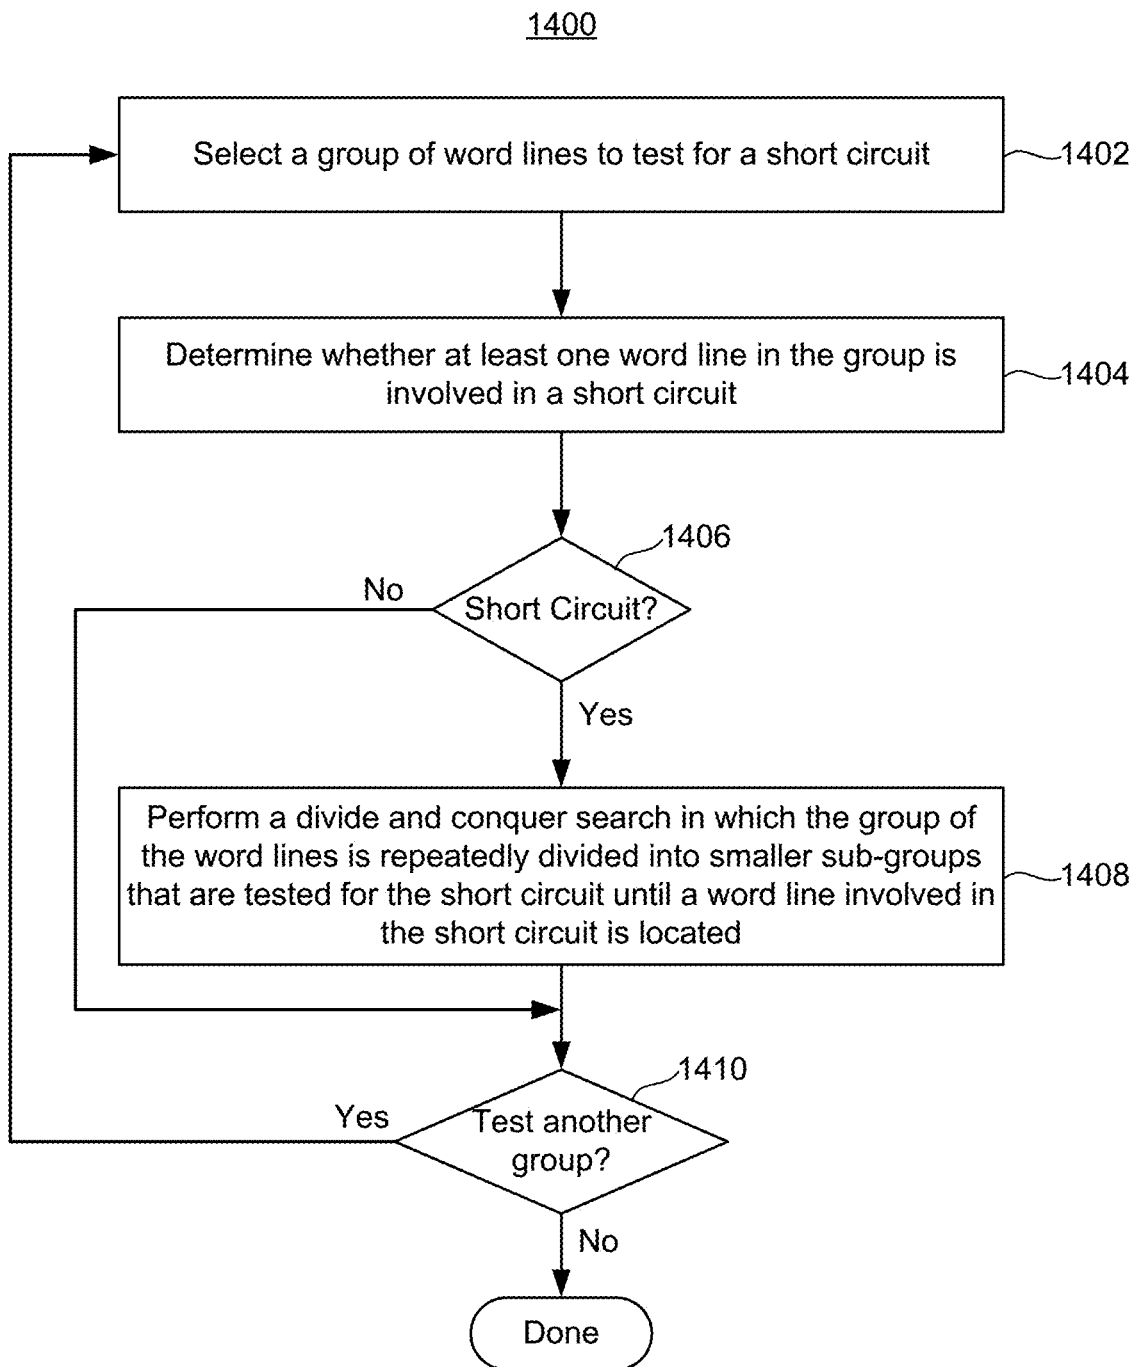 1400
Select a group of word lines to test for a short circuit
1402
Determine whether at least one word line in the group is
involved in a short circuit
1404
1406
No
Short Circuit?
Yes
Perform a divide and conquer search in which the group of
the word lines is repeatedly divided into smaller sub-groups
that are tested for the short circuit until a word line involved in
the short circuit is located
1408
1410
Yes
Test another
group?
No
Done